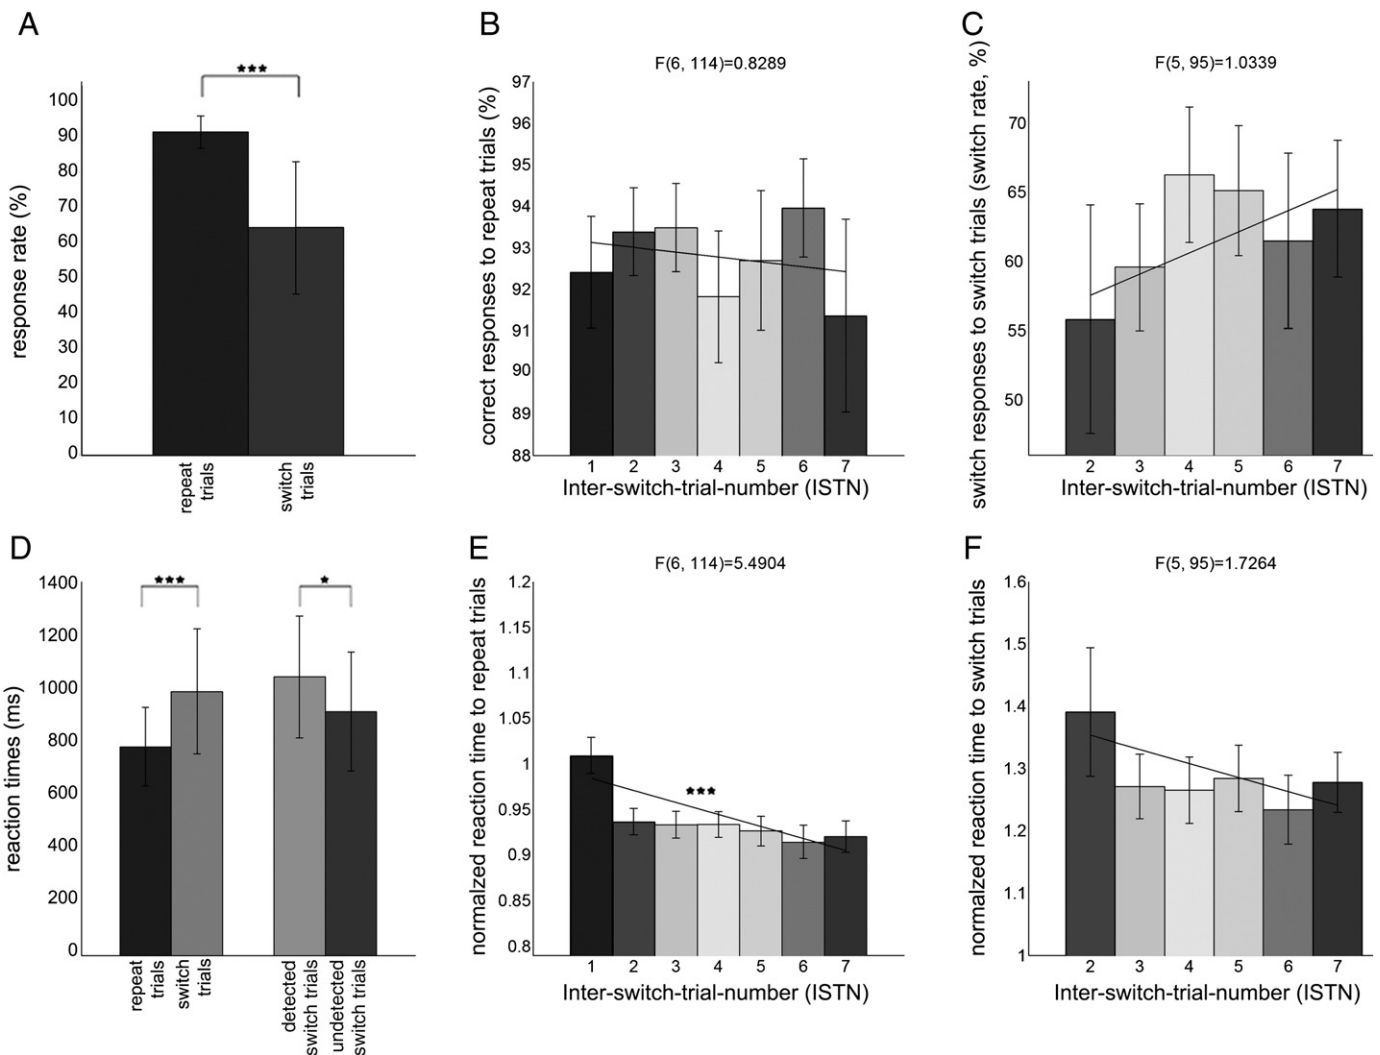 A
***
response rate (%)
100
90
80
70
60
50
40
30
20
10
0
repeat
trials
switch
trials
B
F(6, 114)=0.8289
correct responses to repeat trials (%)
97
96
95
94
93
92
91
90
89
88
1 2 3 4 5 6 7
Inter-switch-trial-number (ISTN)
C
F(5, 95)=1.0339
switch responses to switch trials (switch rate, %)
70
65
60
55
50
2 3 4 5 6 7
Inter-switch-trial-number (ISTN)
D
*** *
reaction times (ms)
1400
1200
1000
800
600
400
200
0
repeat
trials
switch
trials
detected
switch trials
undetected
switch trials
E
F(6, 114)=5.4904
normalzed reaction time to repeat trials
1.2
1.15
1.1
1.05
1
0.95
0.9
0.85
0.8
***
1 2 3 4 5 6 7
Inter-switch-trial-number (ISTN)
F
F(5, 95)=1.7264
normalzed reaction time to switch trials
1.6
1.5
1.4
1.3
1.2
1.1
1
2 3 4 5 6 7
Inter-switch-trial-number (ISTN)